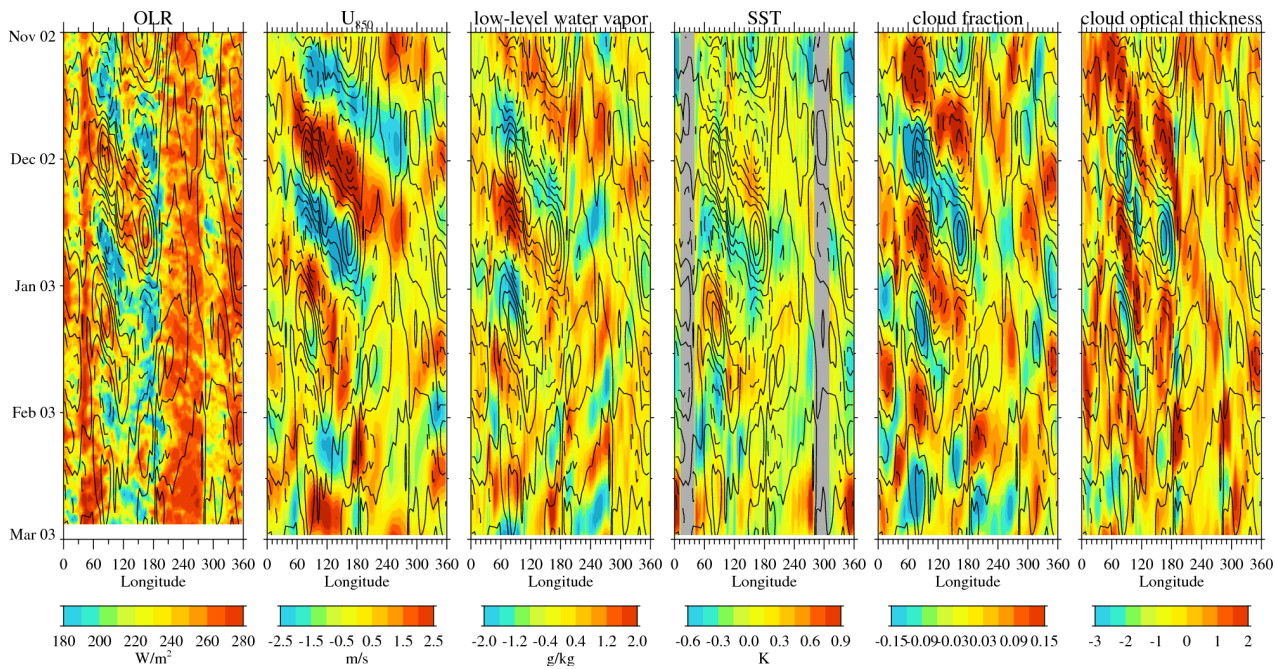 OLR U850 low-level water vapor SST cloud fraction cloud optical thickness
Nov 02
Dec 02
Jan 03
Feb 03
Mar 03
0 60 120 180 240 300 360 0 60 120 180 240 300 360 0 60 120 180 240 300 360 0 60 120 180 240 300 360 0 60 120 180 240 300 360 0 60 120 180 240 300 360
Longitude Longitude Longitude Longitude Longitude Longitude
180 200 220 240 260 280 -2.5 -1.5 -0.5 0.5 1.5 2.5 -2.0 -1.2 -0.4 0.4 1.2 2.0 -0.6 -0.3 0.0 0.3 0.6 0.9 -0.15-0.09-0.03 0.03 0.09 0.15 -3 -2 -1 0 1 2
W/m² m/s g/kg K